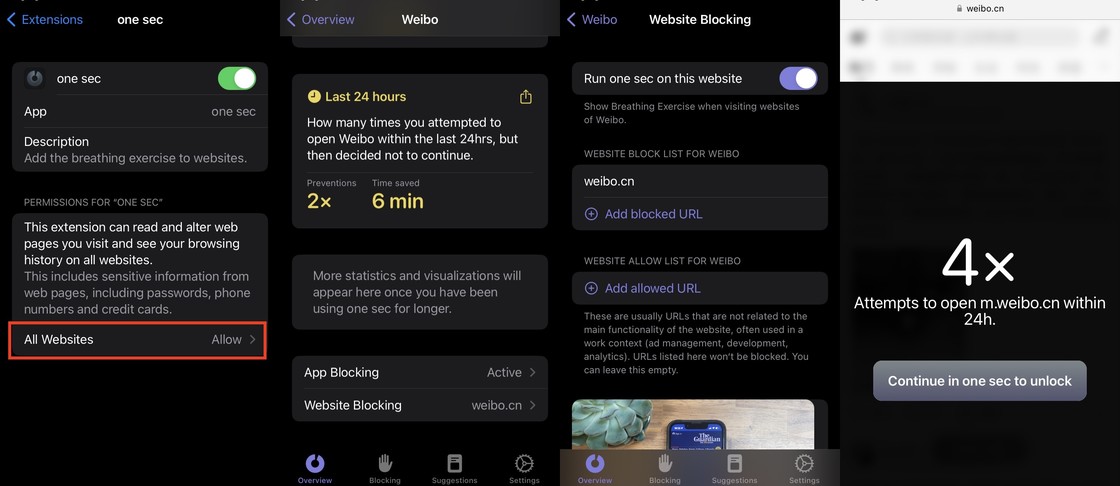 Extensions
one sec
one sec
App
one sec
Description
Add the breathing exercise to websites.
PERMISSIONS FOR “ONE SEC”
This extension can read and alter web
pages you visit and see your browsing
history on all websites.
This includes sensitive information from
web pages, including passwords, phone
numbers and credit cards.
All Websites
Allow
Overview
Weibo
Last 24 hours
How many times you attempted to
open Weibo within the last 24hrs, but
then decided not to continue.
Preventions
Time saved
2×
6 min
More statistics and visualizations will
appear here once you have been
using one sec for longer.
App Blocking
Active
Website Blocking
weibo.cn
Overview
Blocking
Suggestions
Settings
Weibo
Website Blocking
Run one sec on this website
Show Breathing Exercise when visiting websites
of Weibo.
WEBSITE BLOCK LIST FOR WEIBO
weibo.cn
Add blocked URL
WEBSITE ALLOW LIST FOR WEIBO
Add allowed URL
These are usually URLs that are not related to the
main functionality of the website, often used in a
work context (ad management, development,
analytics). URLs listed here won’t be blocked. You
can leave this empty.
The
Guardian
Overview
Blocking
Suggestions
Settings
weibo.cn
4×
Attempts to open m.weibo.cn within
24h.
Continue in one sec to unlock